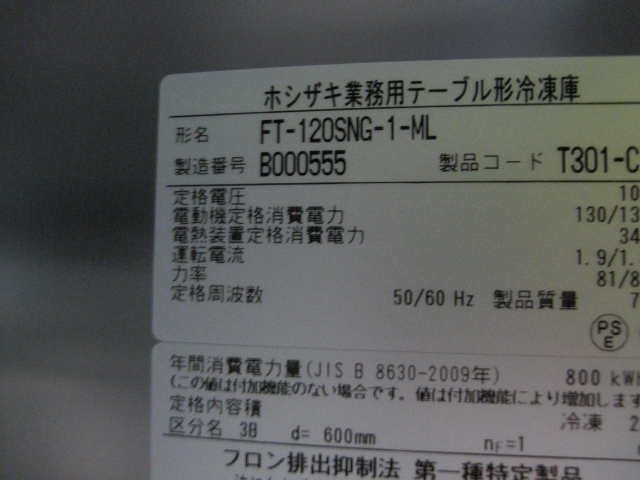 ホシザキ業務用テーブル形冷凍庫
形名 FT-120SNG-1-ML
製造番号 B000555 製品コード T301-C
定格電圧 10
電動機定格消費電力 130/13
電熱装置定格消費電力 34
運転電流 1.9/1.
力率 81/8
定格周波数 50/60 Hz 製品質量 7
PS
E
年間消費電力量(JIS B 8630-2009年) 800 kWh
(この値は付加機能のない場合です。値は付加機能により増加します
定格内容積 冷凍 2
区分名 3B d= 600mm nF=1
フロン排出抑制法 第一種特定製品